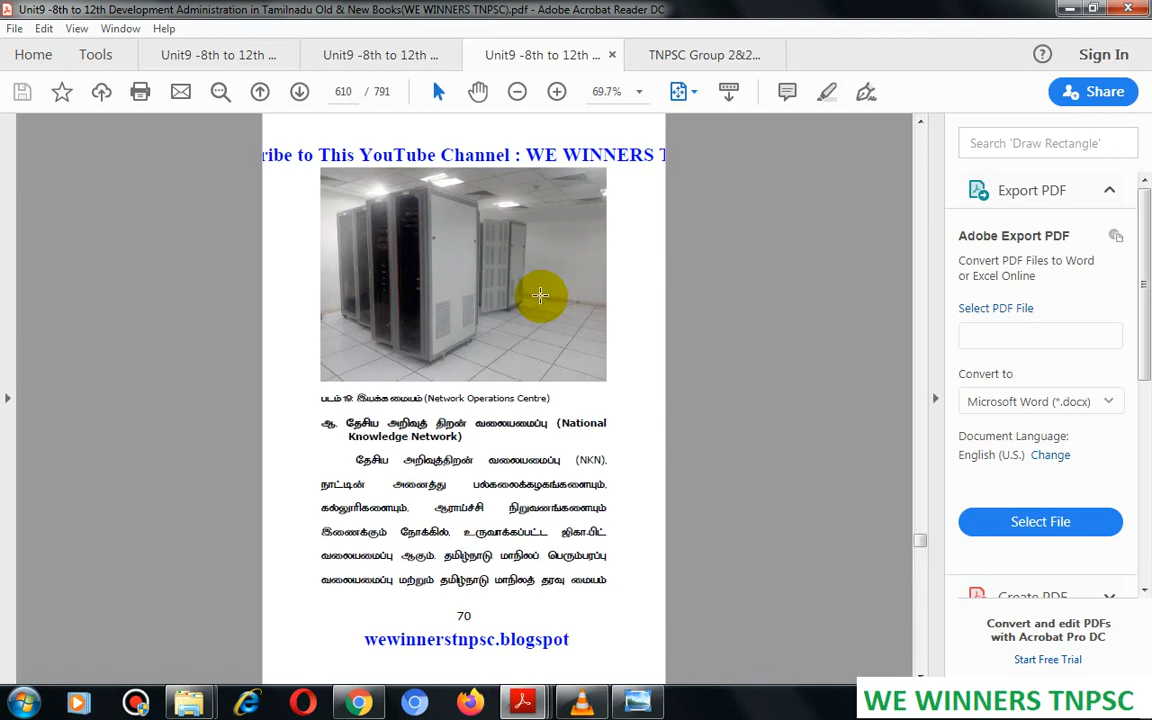 Unit9 -8th to 12th Development Administration in Tamilnadu Old & New Books(WE WINNERS TNPSC).pdf - Adobe Acrobat Reader DC
File Edit View Window Help
Home Tools Unit9 -8th to 12th ... Unit9 -8th to 12th ... Unit9 -8th to 12th ... TNPSC Group 2&2... Sign In
610 / 791 69.7% Share
ribe to This YouTube Channel : WE WINNERS T
Search 'Draw Rectangle'
Export PDF
Adobe Export PDF
Convert PDF Files to Word
or Excel Online
Select PDF File
Convert to
Microsoft Word (*.docx)
Document Language:
English (U.S.) Change
Select File
Create PDF
Convert and edit PDFs
with Acrobat Pro DC
Start Free Trial
படம் 19: இயக்க மையம் (Network Operations Centre)
ஆ. தேசிய அறிவுத் திறன் வலையமைப்பு (National
Knowledge Network)
தேசிய அறிவுத்திறன் வலையமைப்பு (NKN),
நாட்டின் அனைத்து பல்கலைக்கழகங்களையும்,
கல்லூரிகளையும், ஆராய்ச்சி நிறுவனங்களையும்
இணைக்கும் நோக்கில், உருவாக்கப்பட்ட ஜிகாபிட்
வலையமைப்பு ஆகும். தமிழ்நாடு மாநிலப் பெரும்பரப்பு
வலையமைப்பு மற்றும் தமிழ்நாடு மாநிலத் தரவு மையம்
70
wewinnerstnpsc.blogspot
WE WINNERS TNPSC